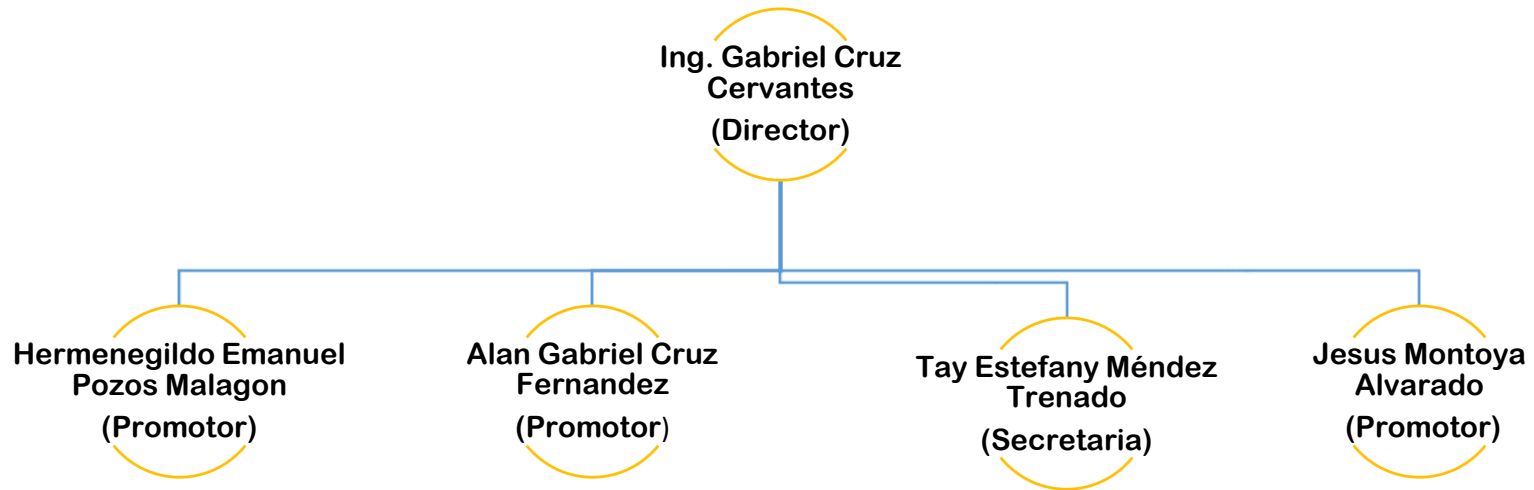 Ing. Gabriel Cruz
Cervantes
(Director)
Hermenegildo Emanuel
Pozos Malagon
(Promotor)
Alan Gabriel Cruz
Fernandez
(Promotor)
Tay Estefany Méndez
Trenado
(Secretaria)
Jesus Montoya
Alvarado
(Promotor)